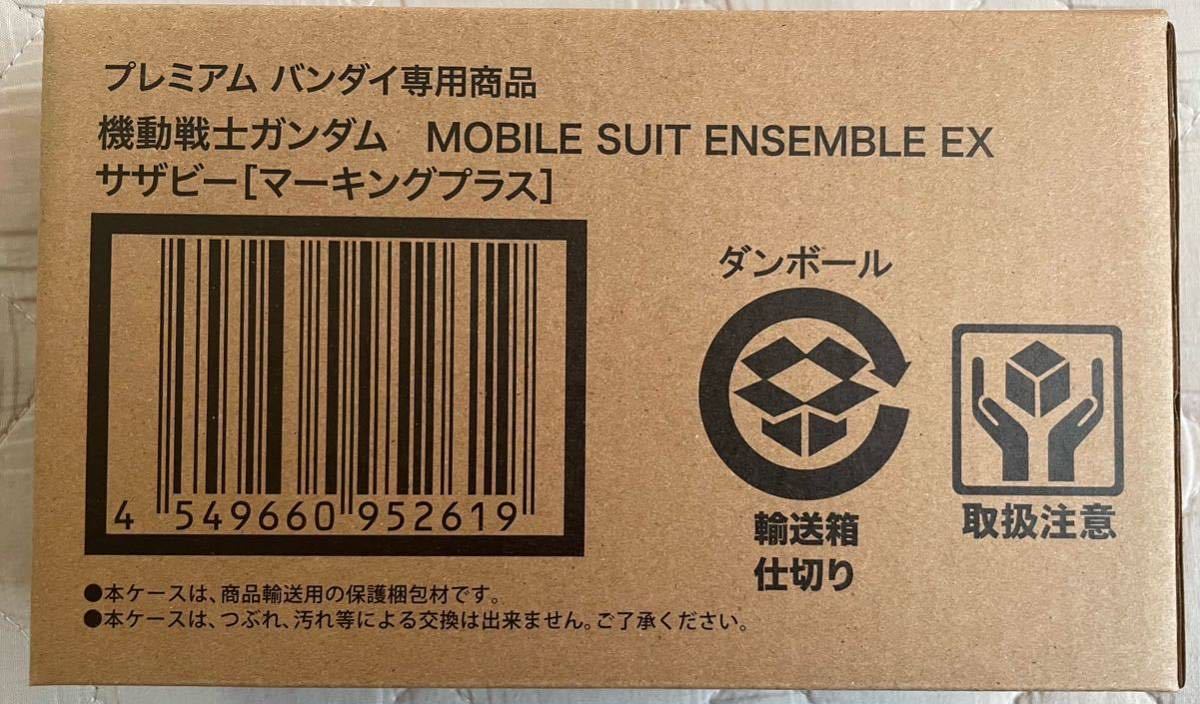 プレミアム バンダイ専用商品
機動戦士ガンダム　MOBILE SUIT ENSEMBLE EX
サザビー[マーキングプラス]
4 549660 952619
ダンボール
輸送箱
仕切り
取扱注意
●本ケースは、商品輸送用の保護梱包材です。
●本ケースは、つぶれ、汚れ等による交換は出来ません。ご了承ください。